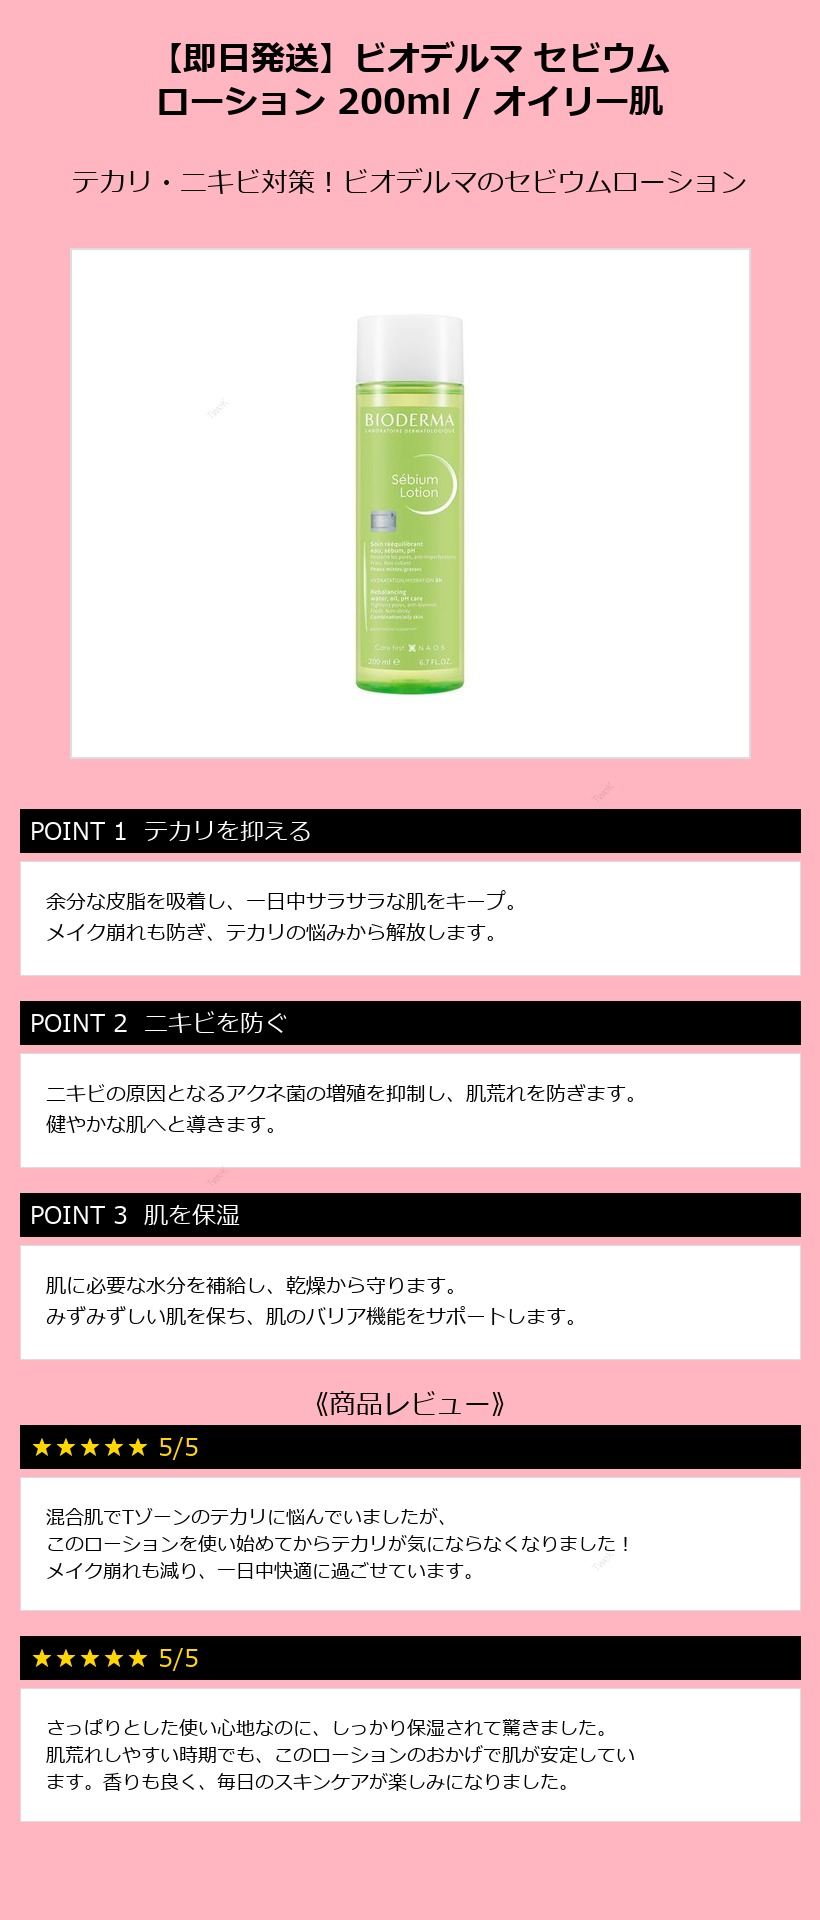 【即日発送】ビオデルマ セビウム
ローション 200ml / オイリー肌
テカリ・ニキビ対策！ビオデルマのセビウムローション
BIODERMA
LABORATOIRE DERMATOLOGIQUE
Sébium
Lotion
Soin rééquilibrant
eau, sébum, pH
Peaux mixtes/grasses
HYDRATATION/HYDRATION 8H
Rebalancing
water, oil, pH care
Tightens pores, anti-blemish
Fresh. Non-sticky
Combination/oily skin
Care first NAOS
200 ml ℮ 6.7 FL.OZ.
POINT 1 テカリを抑える
余分な皮脂を吸着し、一日中サラサラな肌をキープ。
メイク崩れも防ぎ、テカリの悩みから解放します。
POINT 2 ニキビを防ぐ
ニキビの原因となるアクネ菌の増殖を抑制し、肌荒れを防ぎます。
健やかな肌へと導きます。
POINT 3 肌を保湿
肌に必要な水分を補給し、乾燥から守ります。
みずみずしい肌を保ち、肌のバリア機能をサポートします。
《商品レビュー》
★★★★★ 5/5
混合肌でTゾーンのテカリに悩んでいましたが、
このローションを使い始めてからテカリが気にならなくなりました！
メイク崩れも減り、一日中快適に過ごせています。
★★★★★ 5/5
さっぱりとした使い心地なのに、しっかり保湿されて驚きました。
肌荒れしやすい時期でも、このローションのおかげで肌が安定してい
ます。香りも良く、毎日のスキンケアが楽しみになりました。